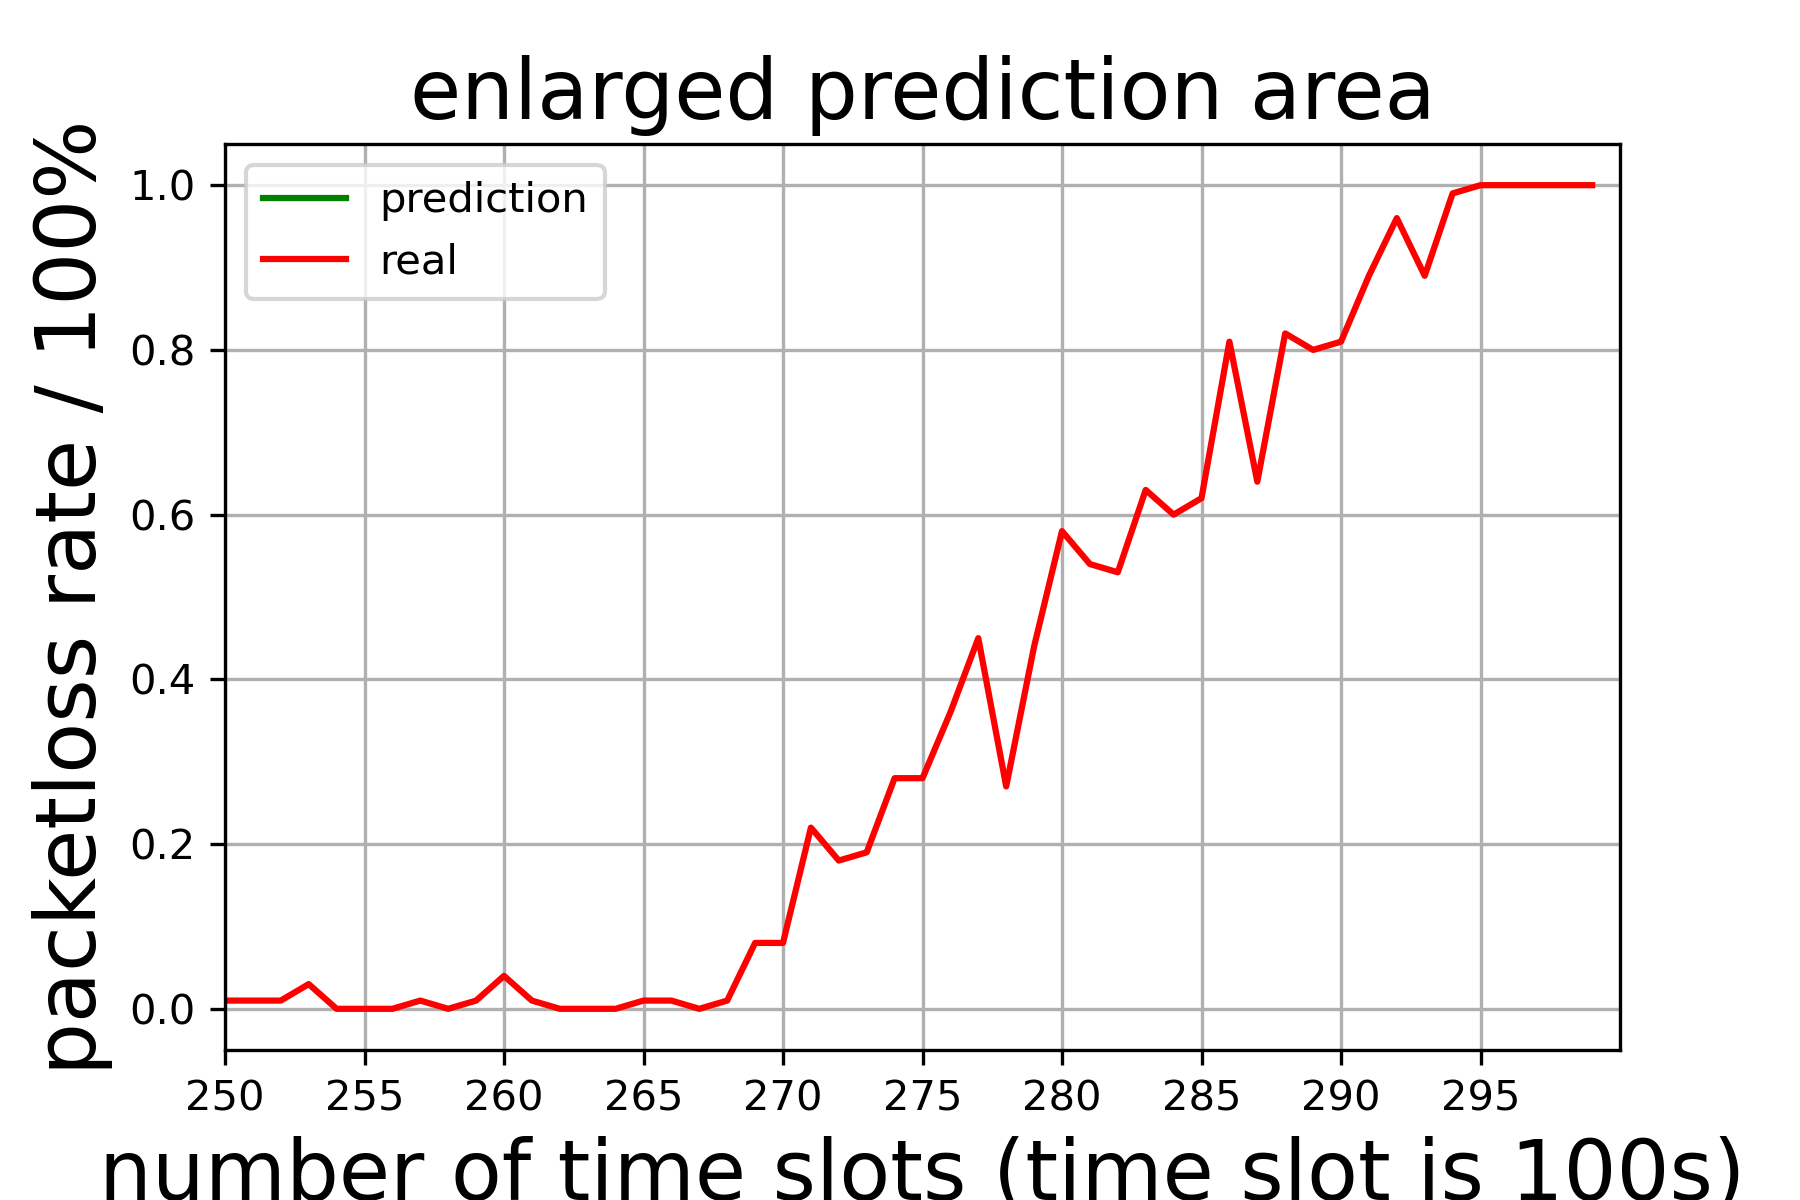 enlarged prediction area
packetloss rate / 100%
1.0
0.8
0.6
0.4
0.2
0.0
prediction
real
250 255 260 265 270 275 280 285 290 295
number of time slots (time slot is 100s)